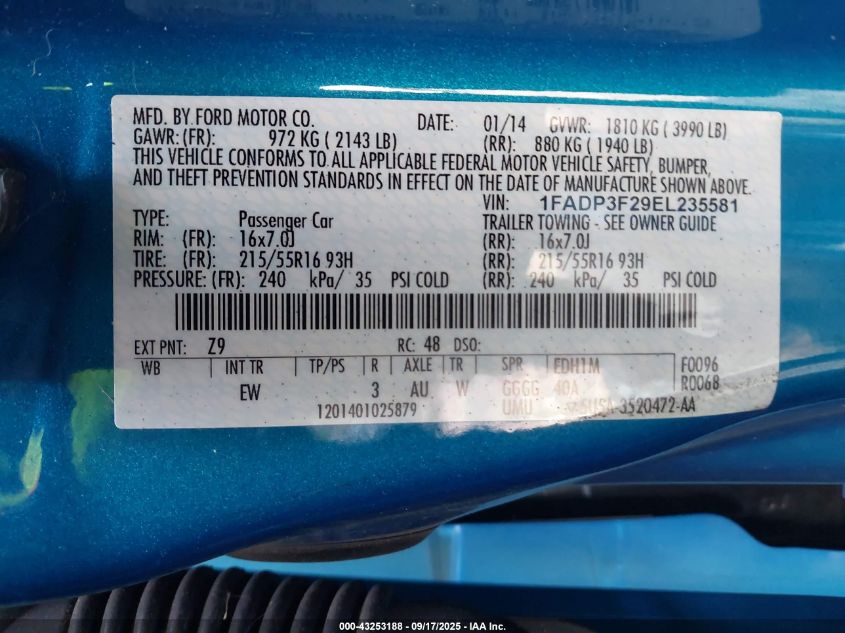 MFD. BY FORD MOTOR CO. DATE: 01/14 GVWR: 1810 KG ( 3990 LB)
GAWR: (FR): 972 KG ( 2143 LB) (RR): 880 KG ( 1940 LB)
THIS VEHICLE CONFORMS TO ALL APPLICABLE FEDERAL MOTOR VEHICLE SAFETY, BUMPER,
AND THEFT PREVENTION STANDARDS IN EFFECT ON THE DATE OF MANUFACTURE SHOWN ABOVE.
VIN: 1FADP3F29EL235581
TYPE: Passenger Car TRAILER TOWING - SEE OWNER GUIDE
RIM: (FR): 16x7.0J (RR): 16x7.0J
TIRE: (FR): 215/55R16 93H (RR): 215/55R16 93H
PRESSURE: (FR): 240 kPa/ 35 PSI COLD (RR): 240 kPa/ 35 PSI COLD
EXT PNT: Z9 RC: 48 DSO:
WB INT TR TP/PS R AXLE TR SPR EDH1M F0096
EW 3 AU W GGGG 40A R0068
1201401025879 UMU 3520472-AA
000-43253188 - 09/17/2025 - IAA Inc.